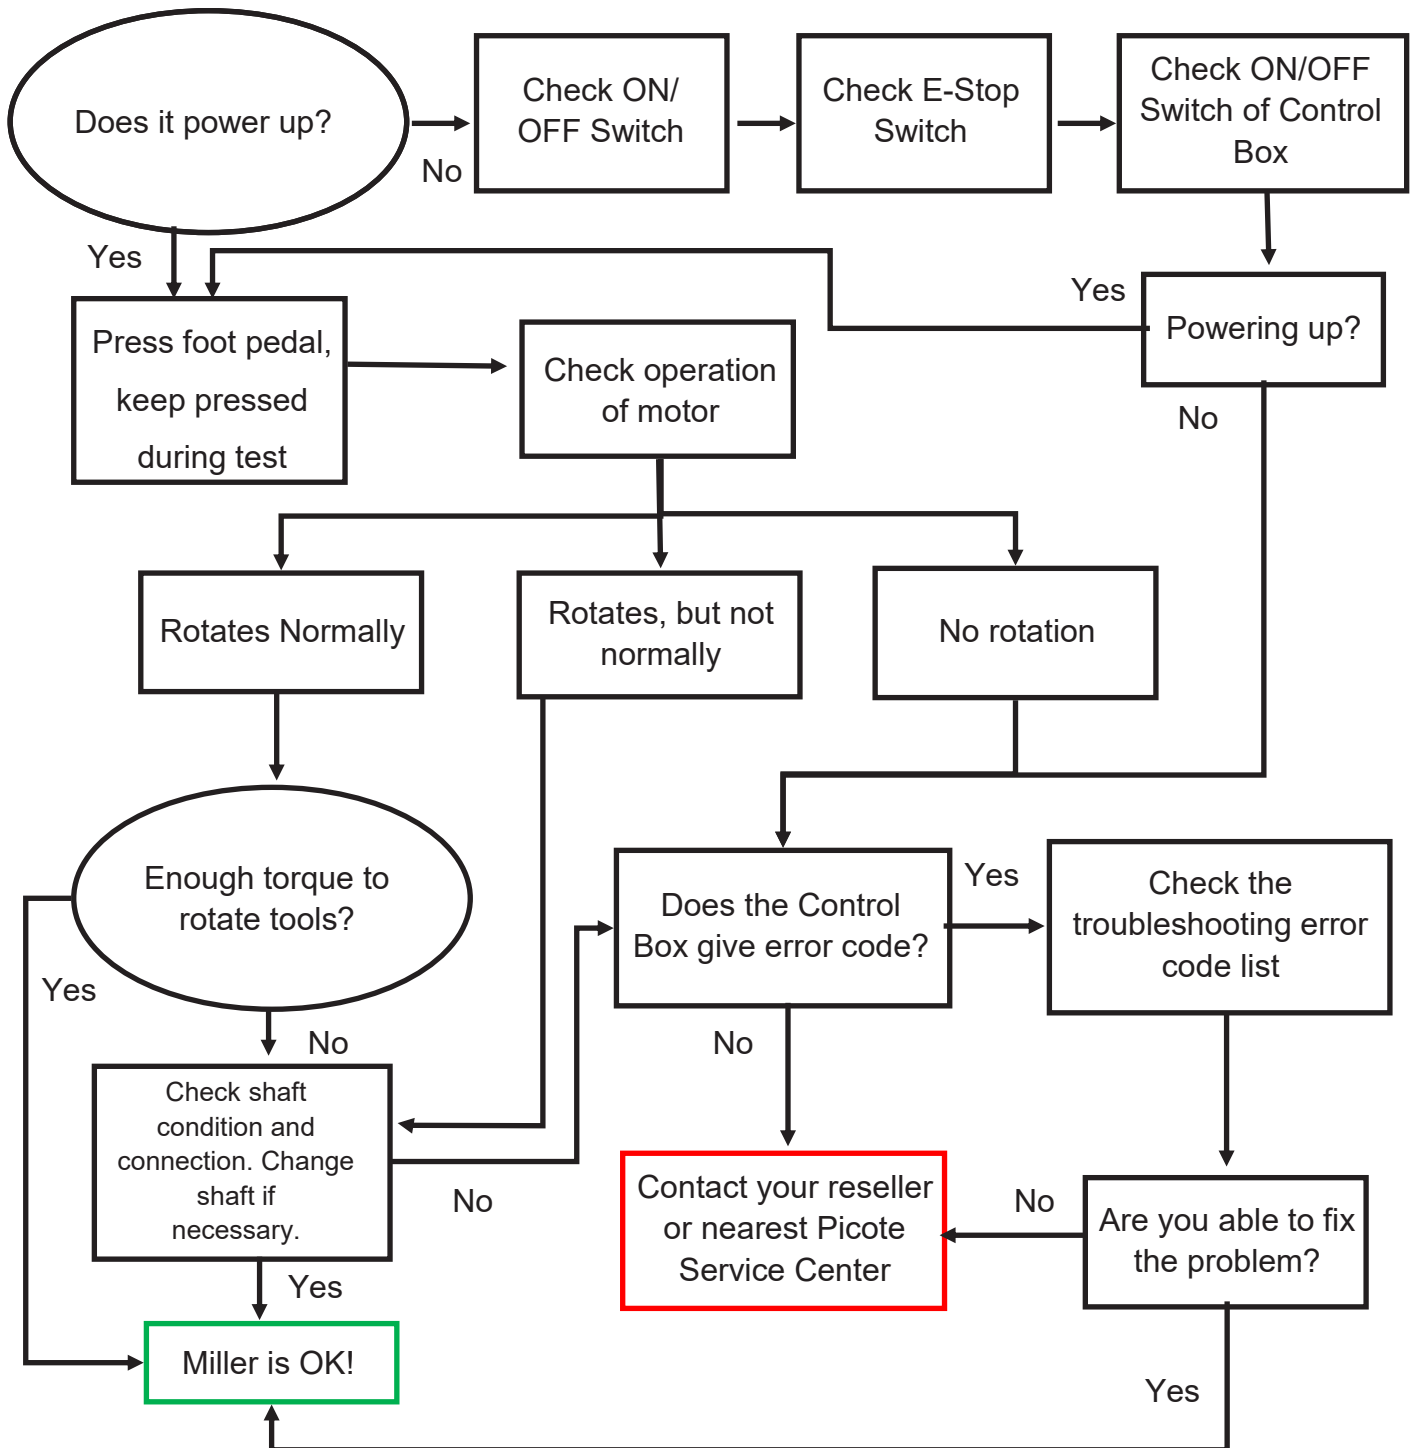 Does it power up?
No
Check ON/
OFF Switch
Check E-Stop
Switch
Check ON/OFF
Switch of Control
Box
Yes
Yes
Powering up?
No
Press foot pedal,
keep pressed
during test
Check operation
of motor
Rotates Normally
Rotates, but not
normally
No rotation
Enough torque to
rotate tools?
Yes
No
Does the Control
Box give error code?
Yes
No
Check the
troubleshooting error
code list
Check shaft
condition and
connection. Change
shaft if
necessary.
No
Yes
Contact your reseller
or nearest Picote
Service Center
No
Are you able to fix
the problem?
Yes
Miller is OK!